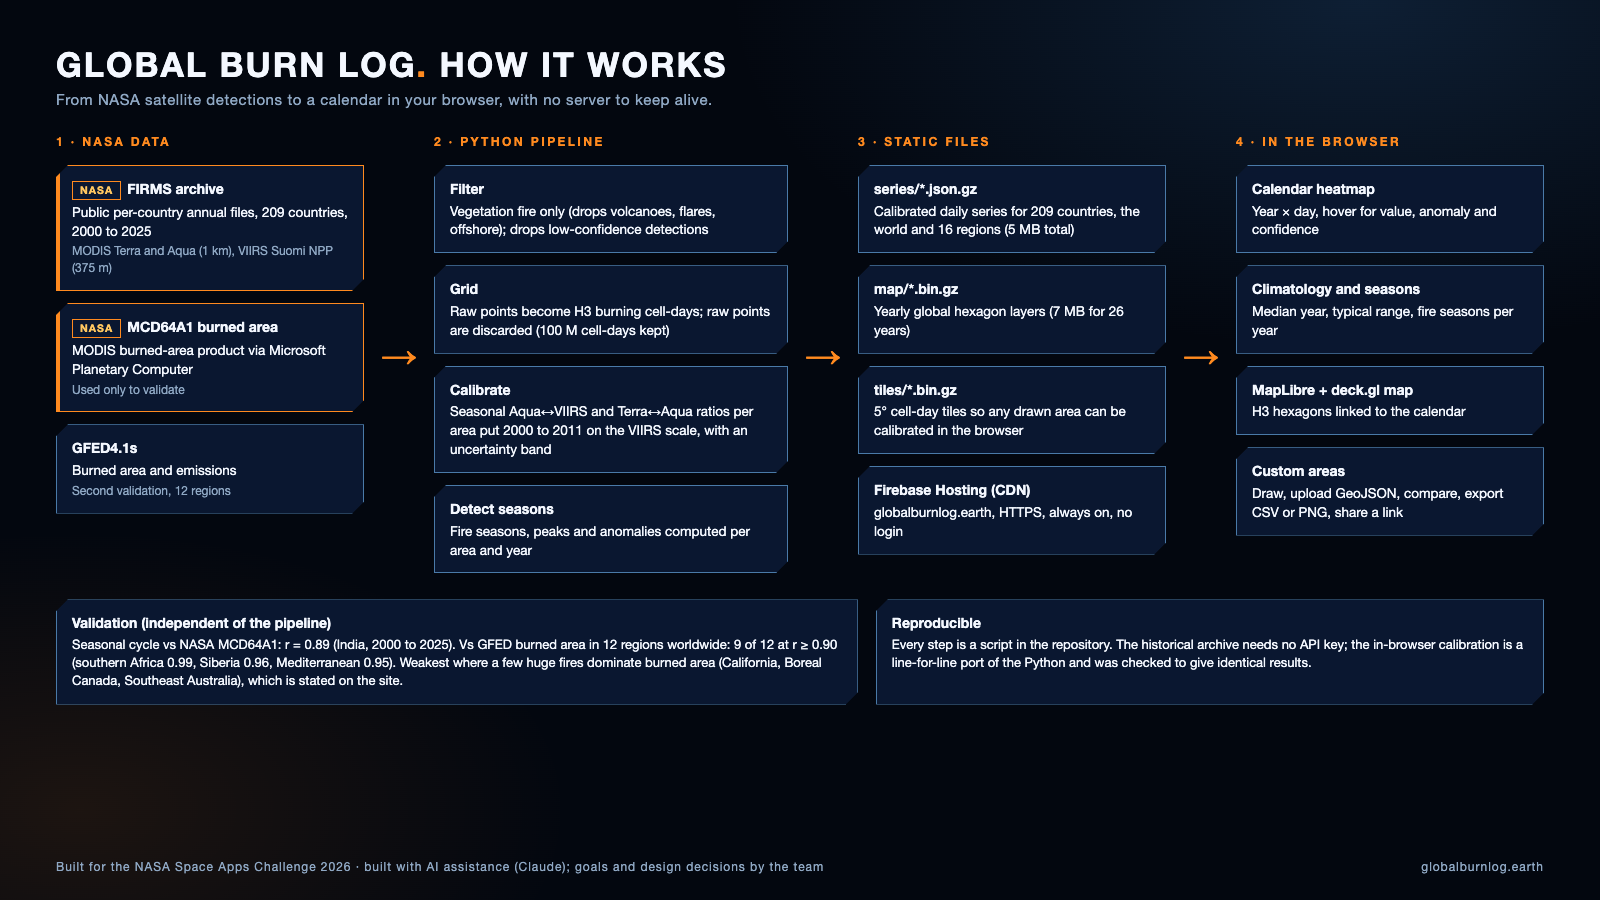 GLOBAL BURN LOG. HOW IT WORKS
From NASA satellite detections to a calendar in your browser, with no server to keep alive.
1 · NASA DATA
NASA FIRMS archive
Public per-country annual files, 209 countries,
2000 to 2025
MODIS Terra and Aqua (1 km), VIIRS Suomi NPP
(375 m)
NASA MCD64A1 burned area
MODIS burned-area product via Microsoft
Planetary Computer
Used only to validate
GFED4.1s
Burned area and emissions
Second validation, 12 regions
→
2 · PYTHON PIPELINE
Filter
Vegetation fire only (drops volcanoes, flares,
offshore); drops low-confidence detections
Grid
Raw points become H3 burning cell-days; raw points
are discarded (100 M cell-days kept)
Calibrate
Seasonal Aqua↔VIIRS and Terra↔Aqua ratios per
area put 2000 to 2011 on the VIIRS scale, with an
uncertainty band
Detect seasons
Fire seasons, peaks and anomalies computed per
area and year
→
3 · STATIC FILES
series/*.json.gz
Calibrated daily series for 209 countries, the
world and 16 regions (5 MB total)
map/*.bin.gz
Yearly global hexagon layers (7 MB for 26
years)
tiles/*.bin.gz
5° cell-day tiles so any drawn area can be
calibrated in the browser
Firebase Hosting (CDN)
globalburnlog.earth, HTTPS, always on, no
login
→
4 · IN THE BROWSER
Calendar heatmap
Year × day, hover for value, anomaly and
confidence
Climatology and seasons
Median year, typical range, fire seasons per
year
MapLibre + deck.gl map
H3 hexagons linked to the calendar
Custom areas
Draw, upload GeoJSON, compare, export
CSV or PNG, share a link
Validation (independent of the pipeline)
Seasonal cycle vs NASA MCD64A1: r = 0.89 (India, 2000 to 2025). Vs GFED burned area in 12 regions worldwide: 9 of 12 at r ≥ 0.90
(southern Africa 0.99, Siberia 0.96, Mediterranean 0.95). Weakest where a few huge fires dominate burned area (California, Boreal
Canada, Southeast Australia), which is stated on the site.
Reproducible
Every step is a script in the repository. The historical archive needs no API key; the in-browser calibration is a
line-for-line port of the Python and was checked to give identical results.
Built for the NASA Space Apps Challenge 2026 · built with AI assistance (Claude); goals and design decisions by the team
globalburnlog.earth